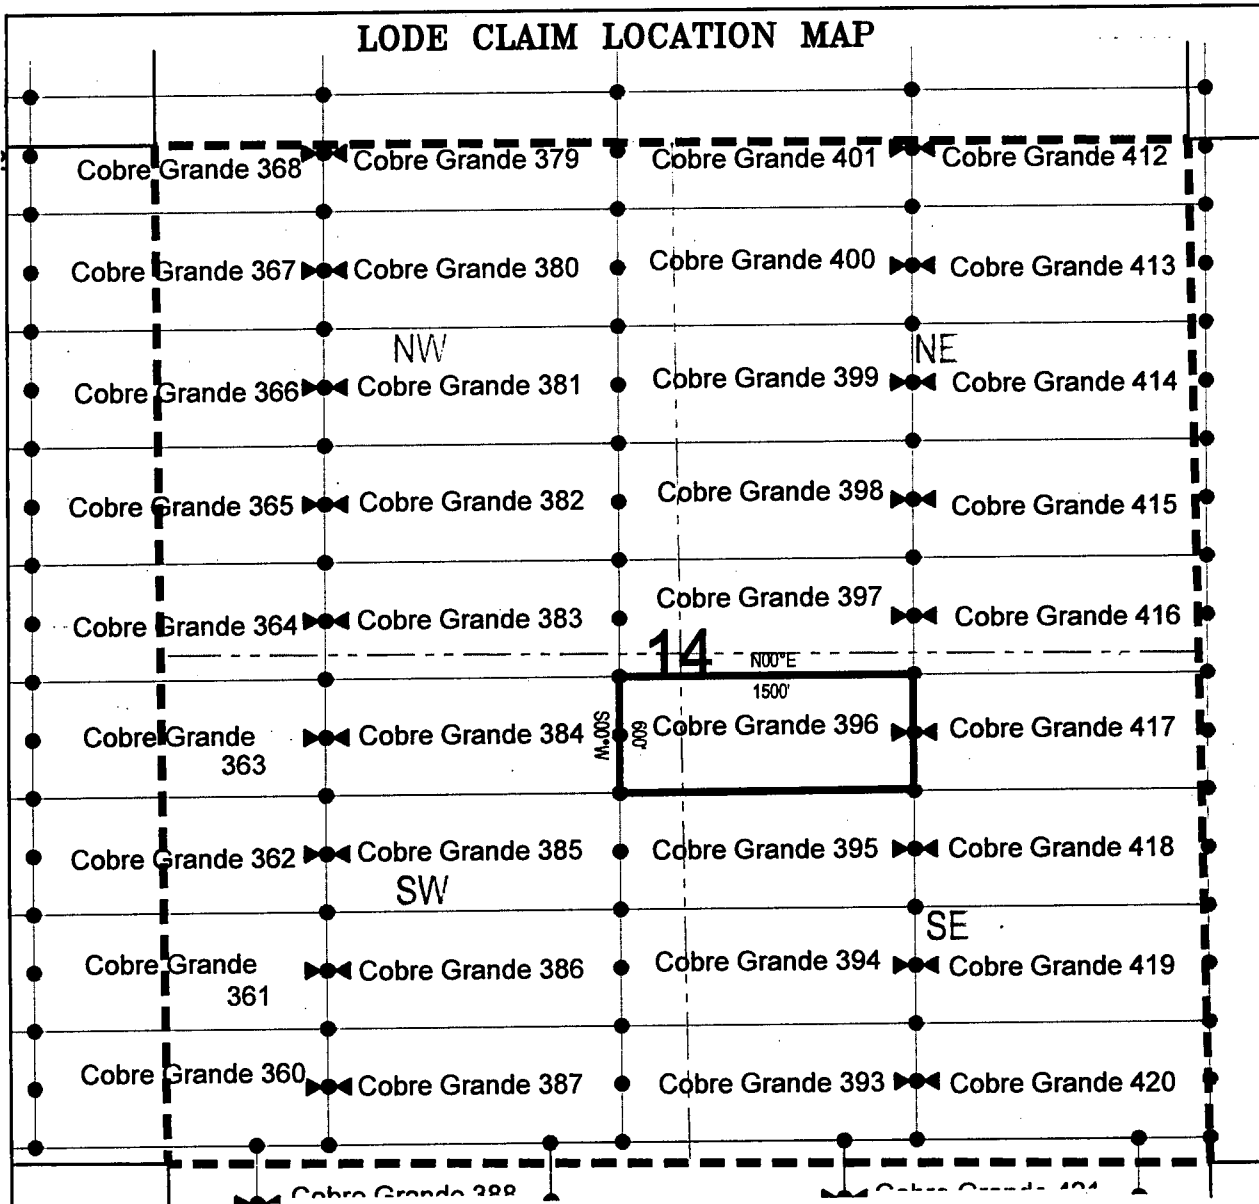 LODE CLAIM LOCATION MAP
Cobre Grande 368
Cobre Grande 379
Cobre Grande 401
Cobre Grande 412
Cobre Grande 367
Cobre Grande 380
Cobre Grande 400
Cobre Grande 413
NW
NE
Cobre Grande 366
Cobre Grande 381
Cobre Grande 399
Cobre Grande 414
Cobre Grande 365
Cobre Grande 382
Cobre Grande 398
Cobre Grande 415
Cobre Grande 364
Cobre Grande 383
Cobre Grande 397
Cobre Grande 416
14
N00°E
1500'
S00°W
600'
Cobre Grande
363
Cobre Grande 384
Cobre Grande 396
Cobre Grande 417
Cobre Grande 362
Cobre Grande 385
Cobre Grande 395
Cobre Grande 418
SW
SE
Cobre Grande
361
Cobre Grande 386
Cobre Grande 394
Cobre Grande 419
Cobre Grande 360
Cobre Grande 387
Cobre Grande 393
Cobre Grande 420
Cobre Grande 388
Cobre Grande 421